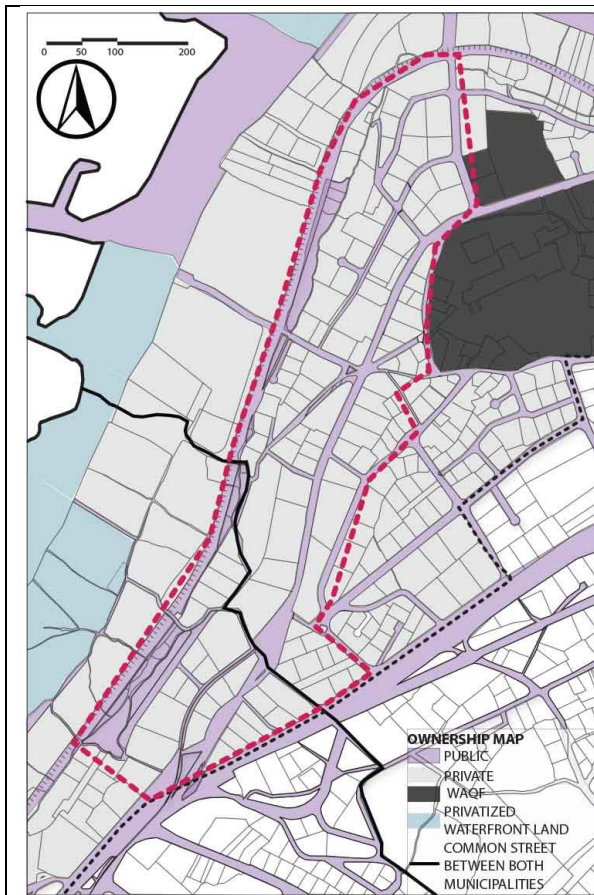 0 50 100 200
OWNERSHIP MAP
PUBLIC
PRIVATE
WAQF
PRIVATIZED
WATERFRONT LAND
COMMON STREET
BETWEEN BOTH
MUNICIPALITIES